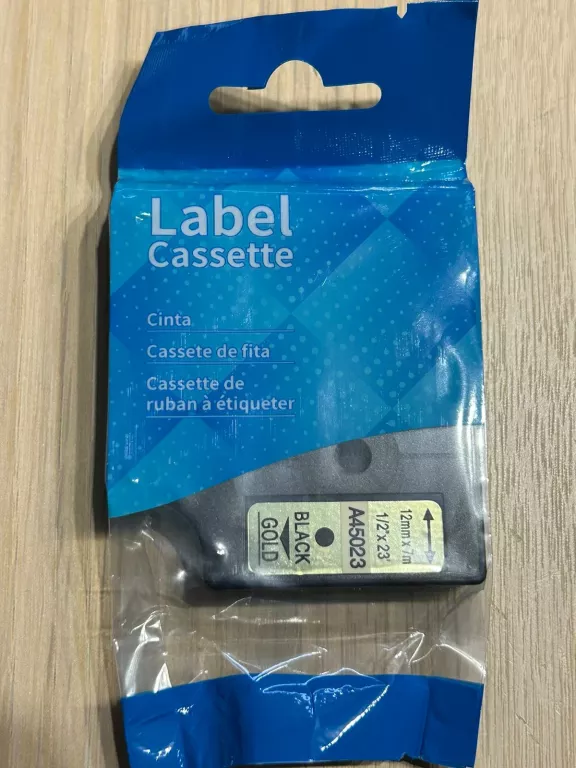 Label
Cassette
Cinta
Cassete de fita
Cassette de
ruban à étiqueter
12mm x 7m
1/2"x 23'
A45023
BLACK
GOLD